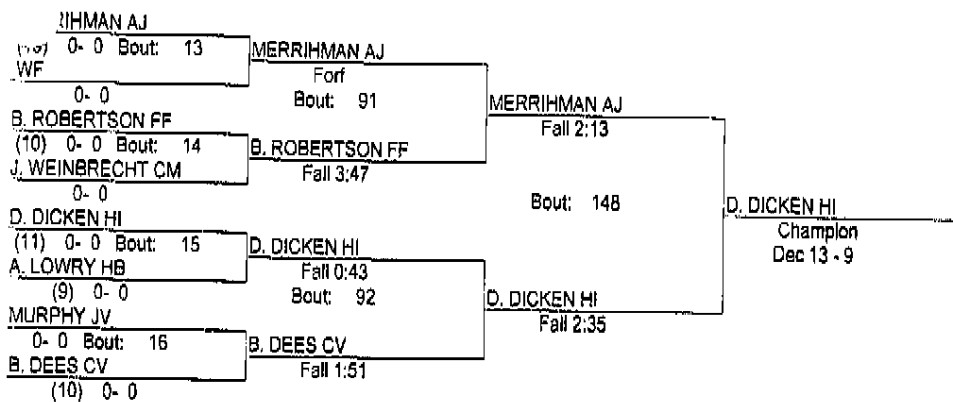 RIHMAN AJ
0- 0 Bout: 13
WF
0- 0
B. ROBERTSON FF
(10) 0- 0 Bout: 14
J. WEINBRECHT CM
0- 0
D. DICKEN HI
(11) 0- 0 Bout: 15
A. LOWRY HB
(9) 0- 0
MURPHY JV
0- 0 Bout: 16
B. DEES CV
(10) 0- 0
MERRIHMAN AJ
Forf
Bout: 91
B. ROBERTSON FF
Fall 3:47
D. DICKEN HI
Fall 0:43
Bout: 92
B. DEES CV
Fall 1:51
MERRIHMAN AJ
Fall 2:13
Bout: 148
D. DICKEN HI
Fall 2:35
D. DICKEN HI
Champion
Dec 13 - 9